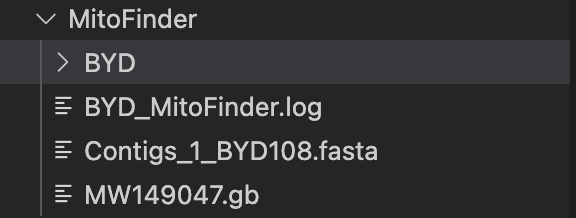 MitoFinder
BYD
BYD_MitoFinder.log
Contigs_1_BYD108.fasta
MW149047.gb